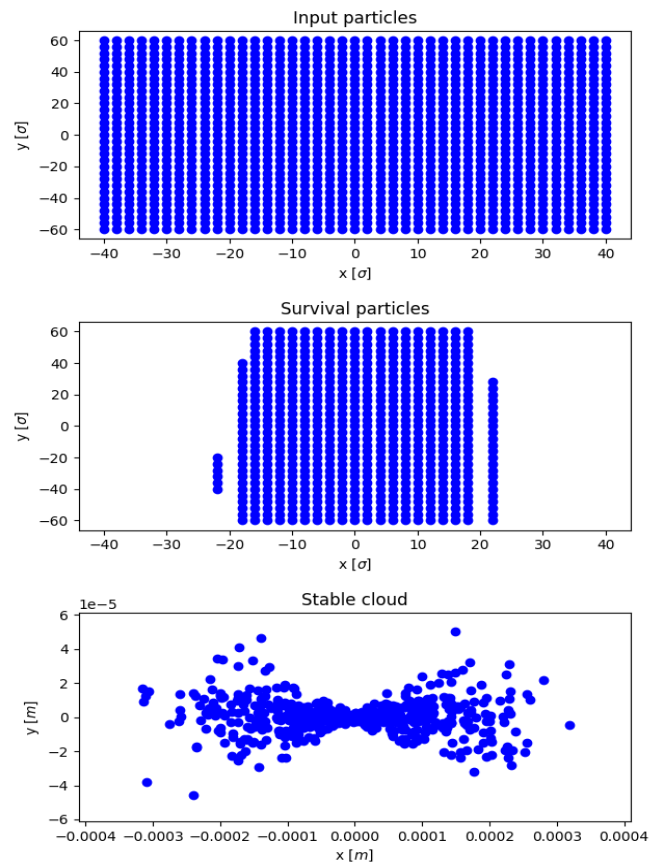 Input particles
60
40
20
0
−20
−40
−60
y [σ]
−40 −30 −20 −10 0 10 20 30 40
x [σ]
Survival particles
60
40
20
0
−20
−40
−60
y [σ]
−40 −30 −20 −10 0 10 20 30 40
x [σ]
Stable cloud
1e−5
6
4
2
0
−2
−4
−6
y [m]
−0.0004 −0.0003 −0.0002 −0.0001 0.0000 0.0001 0.0002 0.0003 0.0004
x [m]